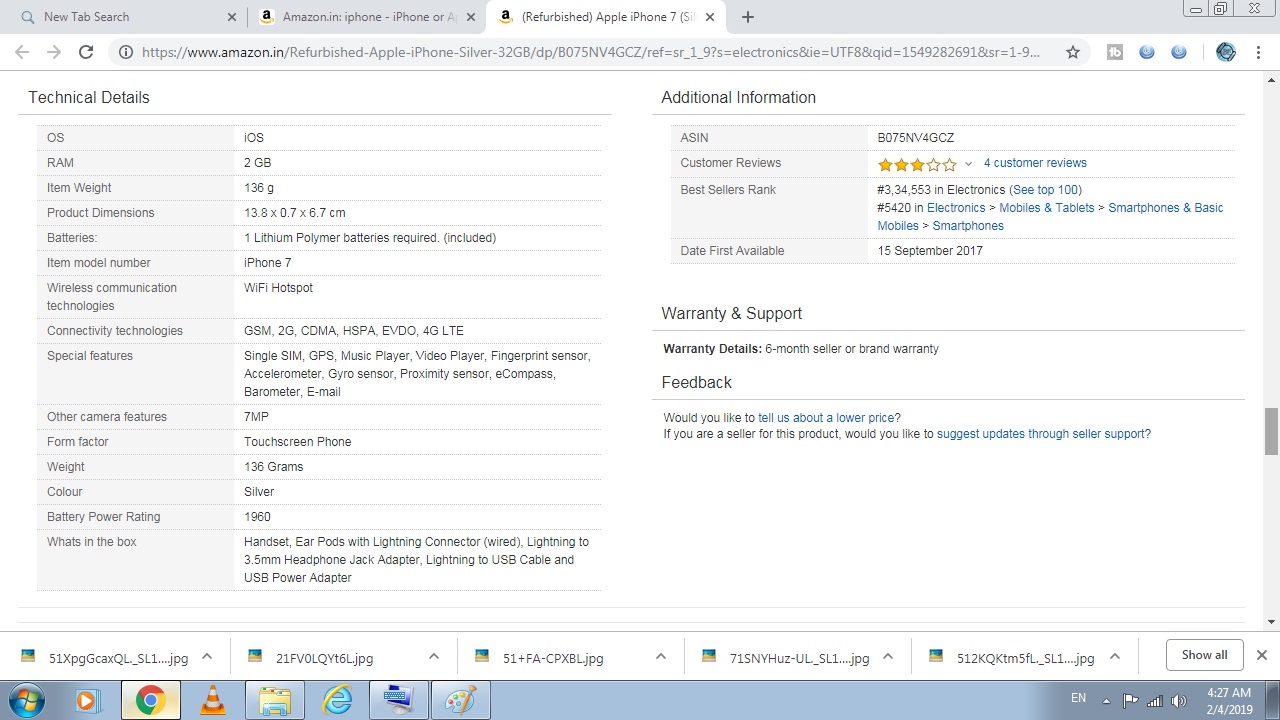 New Tab Search
Amazon.in: iphone - iPhone or A
(Refurbished) Apple iPhone 7 (Sil
https://www.amazon.in/Refurbished-Apple-iPhone-Silver-32GB/dp/B075NV4GCZ/ref=sr_1_9?s=electronics&ie=UTF8&qid=1549282691&sr=1-9...
Technical Details
OS iOS
RAM 2 GB
Item Weight 136 g
Product Dimensions 13.8 x 0.7 x 6.7 cm
Batteries: 1 Lithium Polymer batteries required. (included)
Item model number iPhone 7
Wireless communication WiFi Hotspot
technologies
Connectivity technologies GSM, 2G, CDMA, HSPA, EVDO, 4G LTE
Special features Single SIM, GPS, Music Player, Video Player, Fingerprint sensor,
Accelerometer, Gyro sensor, Proximity sensor, eCompass,
Barometer, E-mail
Other camera features 7MP
Form factor Touchscreen Phone
Weight 136 Grams
Colour Silver
Battery Power Rating 1960
Whats in the box Handset, Ear Pods with Lightning Connector (wired), Lightning to
3.5mm Headphone Jack Adapter, Lightning to USB Cable and
USB Power Adapter
Additional Information
ASIN B075NV4GCZ
Customer Reviews 4 customer reviews
Best Sellers Rank #3,34,553 in Electronics (See top 100)
#5420 in Electronics > Mobiles & Tablets > Smartphones & Basic
Mobiles > Smartphones
Date First Available 15 September 2017
Warranty & Support
Warranty Details: 6-month seller or brand warranty
Feedback
Would you like to tell us about a lower price?
If you are a seller for this product, would you like to suggest updates through seller support?
51XpgGcaxQL._SL1....jpg
21FV0LQYt6L.jpg
51+FA-CPXBL.jpg
71SNYHuz-UL._SL1....jpg
512KQKtm5fL._SL1....jpg
Show all
EN
4:27 AM
2/4/2019